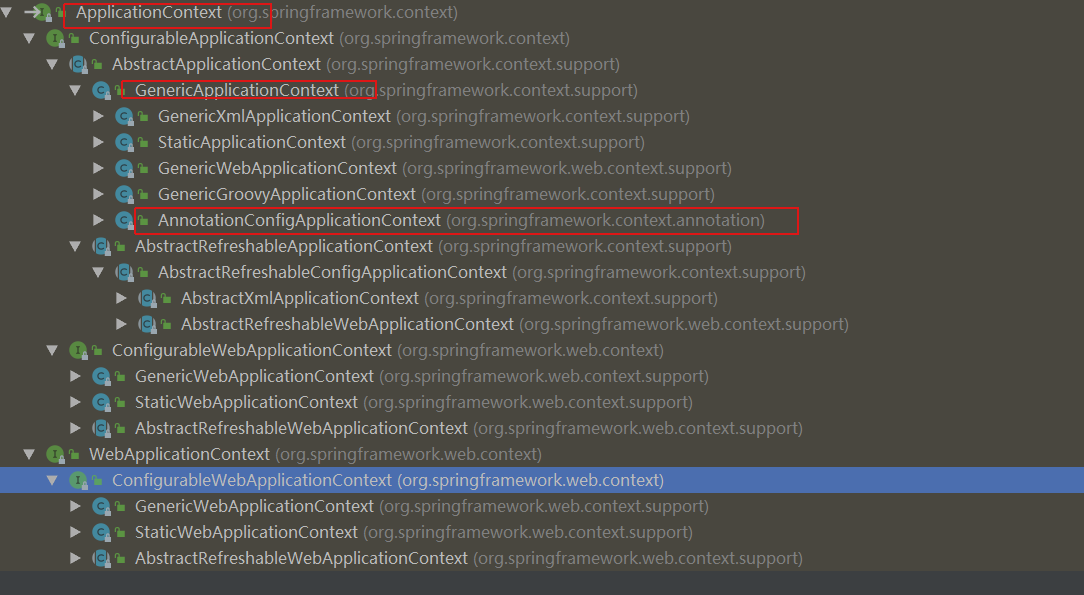 ApplicationContext (org.springframework.context)
ConfigurableApplicationContext (org.springframework.context)
AbstractApplicationContext (org.springframework.context.support)
GenericApplicationContext (org.springframework.context.support)
GenericXmlApplicationContext (org.springframework.context.support)
StaticApplicationContext (org.springframework.context.support)
GenericWebApplicationContext (org.springframework.web.context.support)
GenericGroovyApplicationContext (org.springframework.context.support)
AnnotationConfigApplicationContext (org.springframework.context.annotation)
AbstractRefreshableApplicationContext (org.springframework.context.support)
AbstractRefreshableConfigApplicationContext (org.springframework.context.support)
AbstractXmlApplicationContext (org.springframework.context.support)
AbstractRefreshableWebApplicationContext (org.springframework.web.context.support)
ConfigurableWebApplicationContext (org.springframework.web.context)
GenericWebApplicationContext (org.springframework.web.context.support)
StaticWebApplicationContext (org.springframework.web.context.support)
AbstractRefreshableWebApplicationContext (org.springframework.web.context.support)
WebApplicationContext (org.springframework.web.context)
ConfigurableWebApplicationContext (org.springframework.web.context)
GenericWebApplicationContext (org.springframework.web.context.support)
StaticWebApplicationContext (org.springframework.web.context.support)
AbstractRefreshableWebApplicationContext (org.springframework.web.context.support)